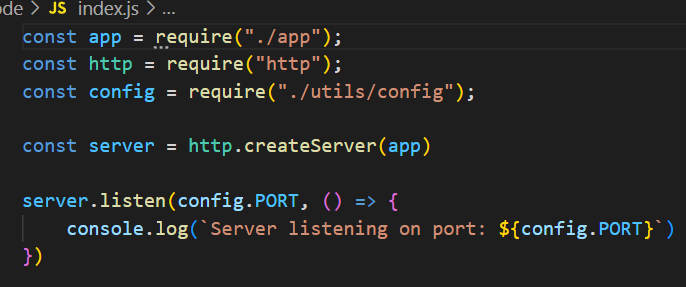 ode > JS index.js > ...
const app = require("./app");
const http = require("http");
const config = require("./utils/config");
const server = http.createServer(app)
server.listen(config.PORT, () => {
console.log(`Server listening on port: ${config.PORT}`)
})